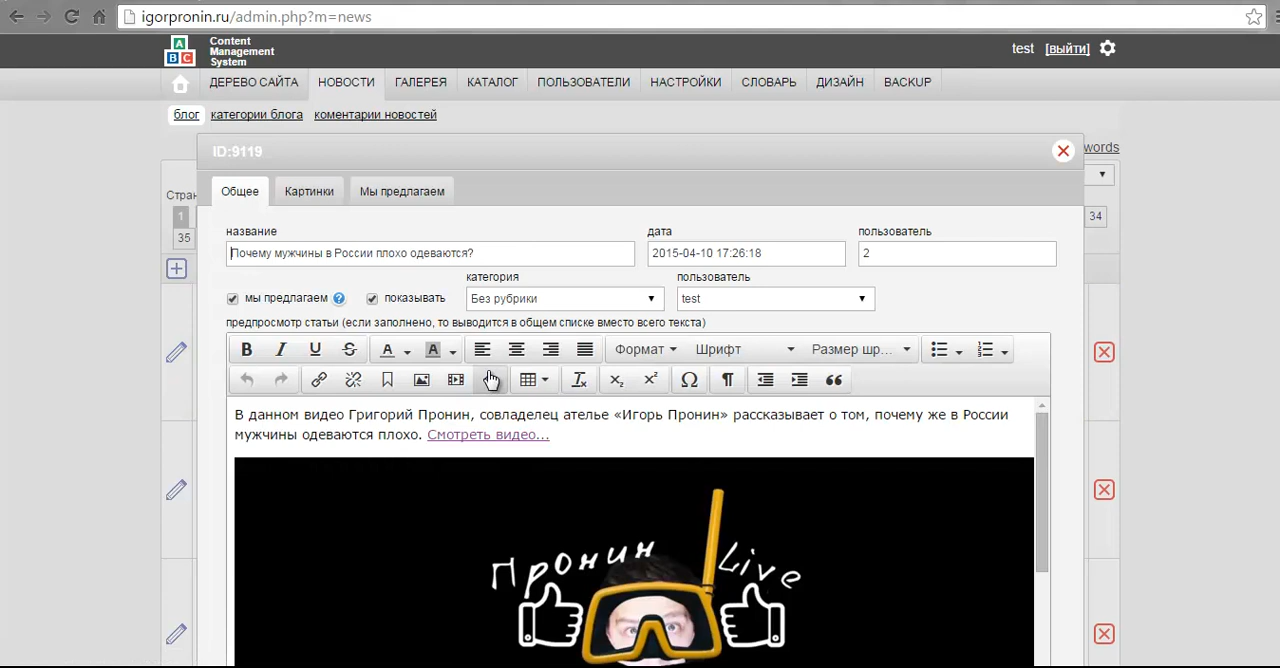 igorpronin.ru/admin.php?m=news
A
B C
Content
Management
System
test [выйти]
ДЕРЕВО САЙТА НОВОСТИ ГАЛЕРЕЯ КАТАЛОГ ПОЛЬЗОВАТЕЛИ НАСТРОЙКИ СЛОВАРЬ ДИЗАЙН BACKUP
блог категории блога коментарии новостей
ID:9119
words
Общее Картинки Мы предлагаем
Стран
1 34
35
название дата пользователь
Почему мужчины в России плохо одеваются? 2015-04-10 17:26:18 2
категория пользователь
мы предлагаем ? показывать Без рубрики test
предпросмотр статьи (если заполнено, то выводится в общем списке вместо всего текста)
B I U S A A Формат Шрифт Размер шр...
В данном видео Григорий Пронин, совладелец ателье «Игорь Пронин» рассказывает о том, почему же в России
мужчины одеваются плохо. Смотреть видео...
Пронин Live